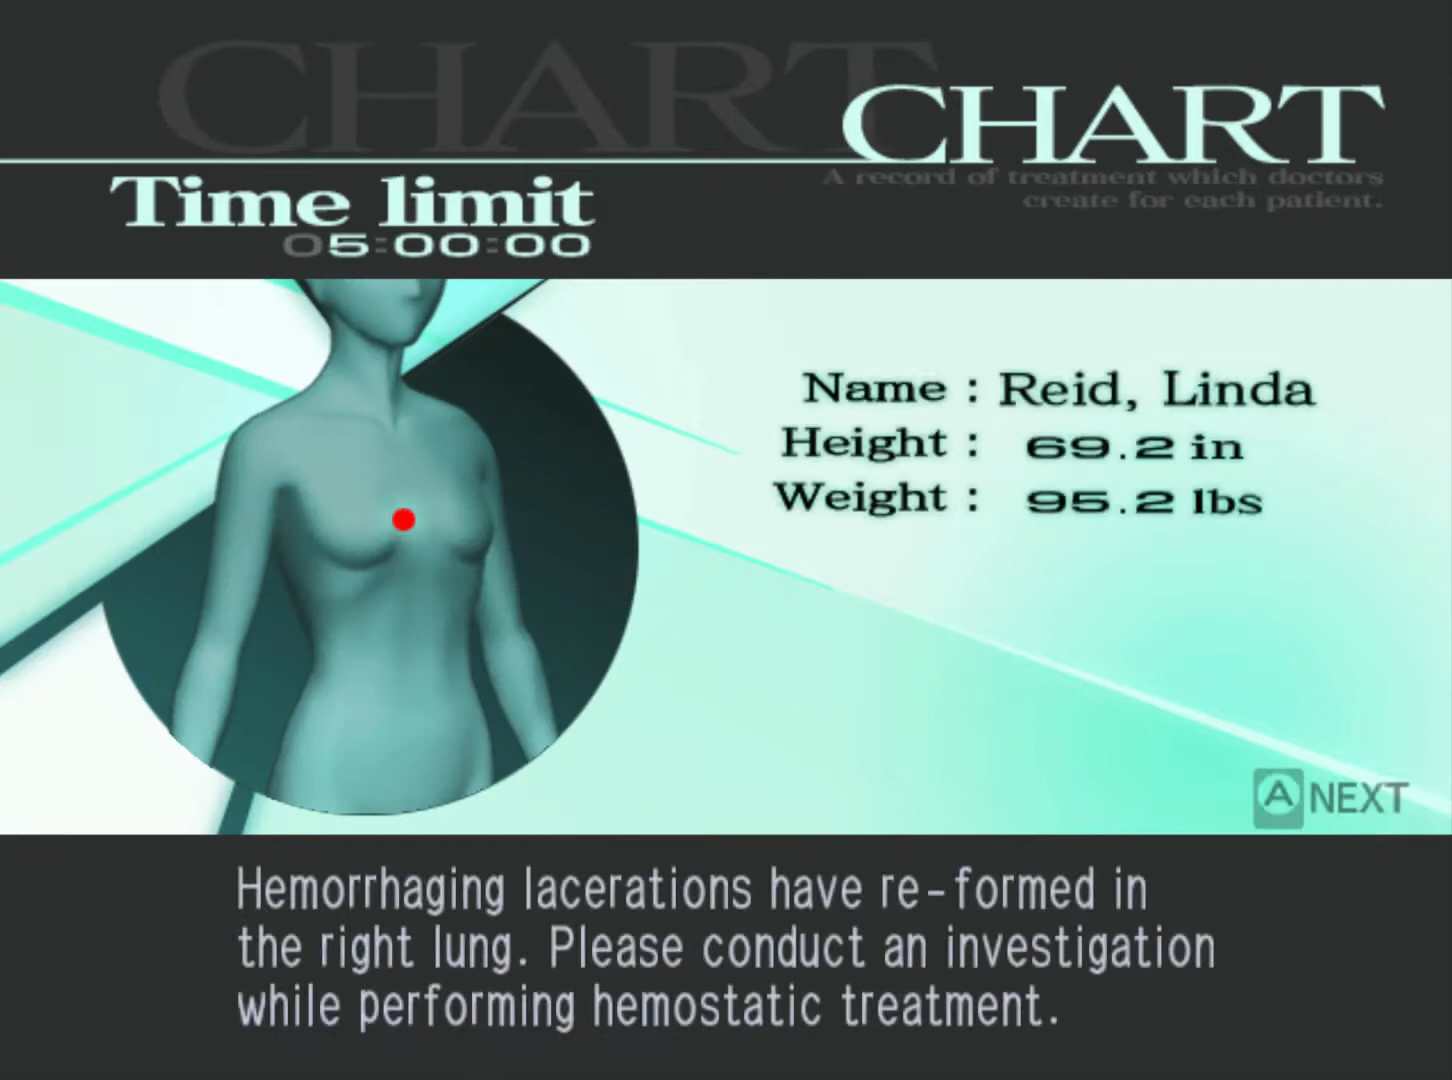 CHART
CHART
A record of treatment which doctors
create for each patient.
Time limit
05:00:00
Name : Reid, Linda
Height : 69.2 in
Weight : 95.2 lbs
A NEXT
Hemorrhaging lacerations have re-formed in
the right lung. Please conduct an investigation
while performing hemostatic treatment.